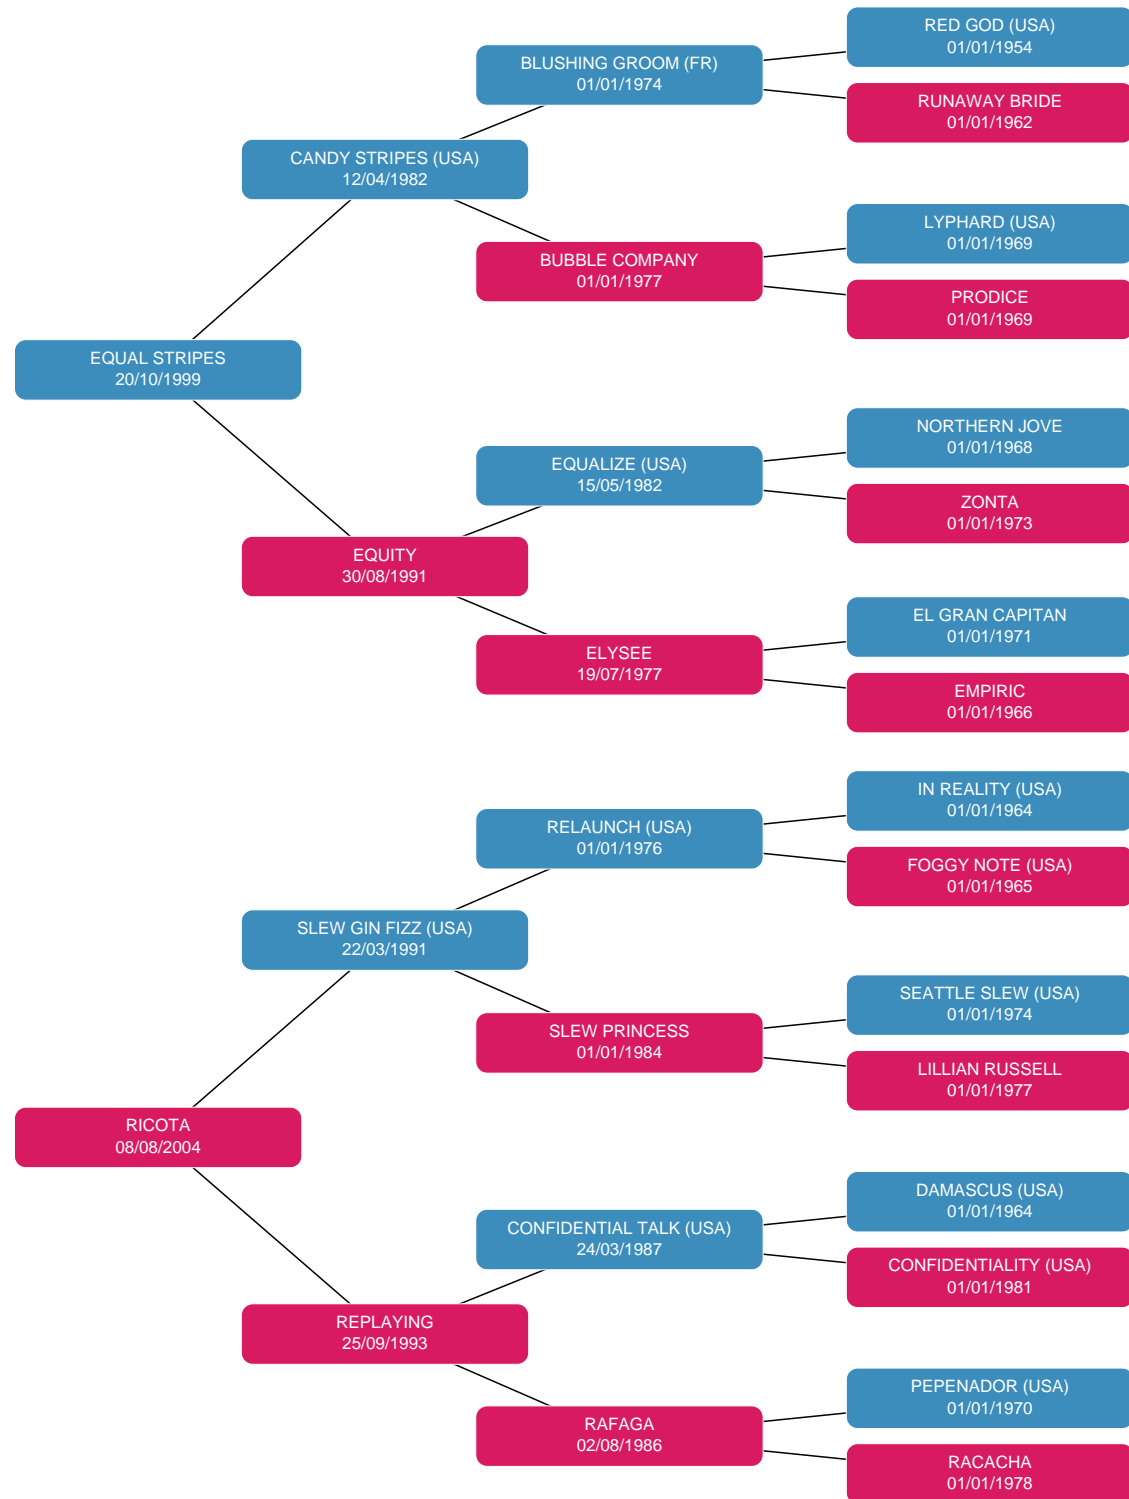 RED GOD (USA)
01/01/1954
BLUSHING GROOM (FR)
01/01/1974
RUNAWAY BRIDE
01/01/1962
CANDY STRIPES (USA)
12/04/1982
LYPHARD (USA)
01/01/1969
BUBBLE COMPANY
01/01/1977
PRODICE
01/01/1969
EQUAL STRIPES
20/10/1999
NORTHERN JOVE
01/01/1968
EQUALIZE (USA)
15/05/1982
ZONTA
01/01/1973
EQUITY
30/08/1991
EL GRAN CAPITAN
01/01/1971
ELYSEE
19/07/1977
EMPIRIC
01/01/1966
IN REALITY (USA)
01/01/1964
RELAUNCH (USA)
01/01/1976
FOGGY NOTE (USA)
01/01/1965
SLEW GIN FIZZ (USA)
22/03/1991
SEATTLE SLEW (USA)
01/01/1974
SLEW PRINCESS
01/01/1984
LILLIAN RUSSELL
01/01/1977
RICOTA
08/08/2004
DAMASCUS (USA)
01/01/1964
CONFIDENTIAL TALK (USA)
24/03/1987
CONFIDENTIALITY (USA)
01/01/1981
REPLAYING
25/09/1993
PEPENADOR (USA)
01/01/1970
RAFAGA
02/08/1986
RACACHA
01/01/1978